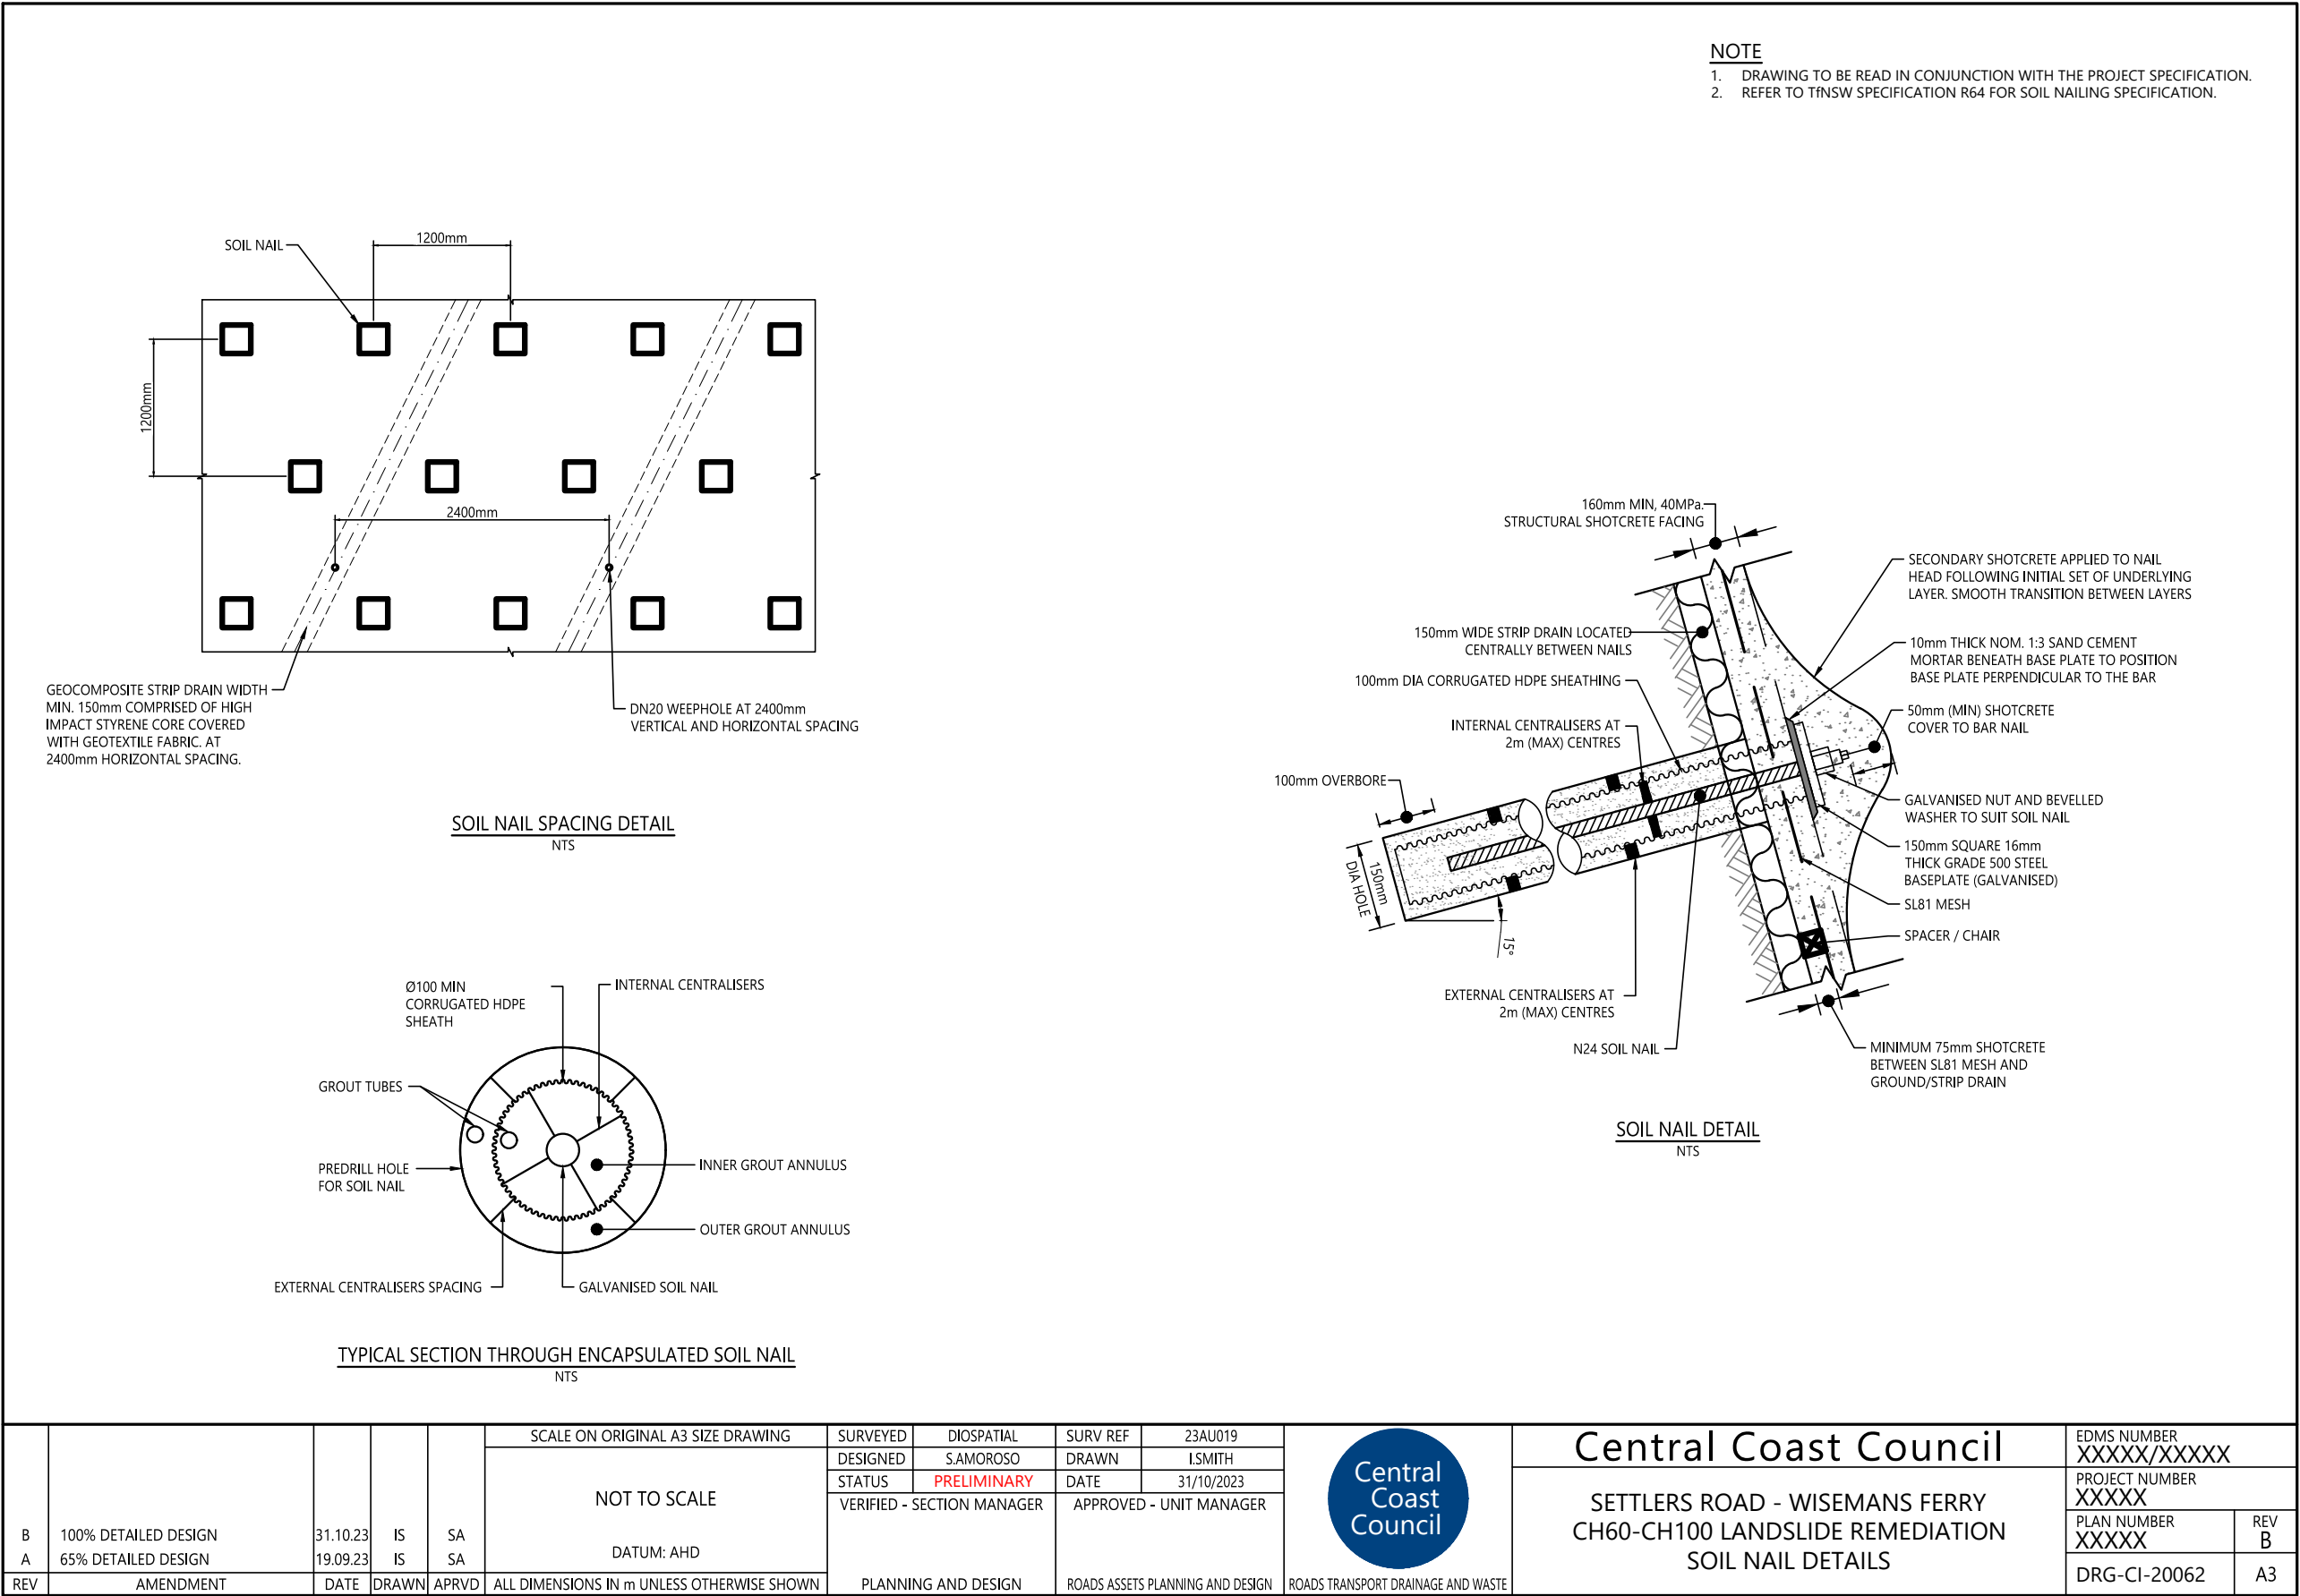 NOTE
1. DRAWING TO BE READ IN CONJUNCTION WITH THE PROJECT SPECIFICATION.
2. REFER TO TfNSW SPECIFICATION R64 FOR SOIL NAILING SPECIFICATION.
SOIL NAIL
1200mm
1200mm
2400mm
GEOCOMPOSITE STRIP DRAIN WIDTH
MIN. 150mm COMPRISED OF HIGH
IMPACT STYRENE CORE COVERED
WITH GEOTEXTILE FABRIC. AT
2400mm HORIZONTAL SPACING.
DN20 WEEPHOLE AT 2400mm
VERTICAL AND HORIZONTAL SPACING
SOIL NAIL SPACING DETAIL
NTS
160mm MIN, 40MPa.
STRUCTURAL SHOTCRETE FACING
150mm WIDE STRIP DRAIN LOCATED
CENTRALLY BETWEEN NAILS
100mm DIA CORRUGATED HDPE SHEATHING
INTERNAL CENTRALISERS AT
2m (MAX) CENTRES
100mm OVERBORE
150mm
DIA HOLE
15°
EXTERNAL CENTRALISERS AT
2m (MAX) CENTRES
N24 SOIL NAIL
SECONDARY SHOTCRETE APPLIED TO NAIL
HEAD FOLLOWING INITIAL SET OF UNDERLYING
LAYER. SMOOTH TRANSITION BETWEEN LAYERS
10mm THICK NOM. 1:3 SAND CEMENT
MORTAR BENEATH BASE PLATE TO POSITION
BASE PLATE PERPENDICULAR TO THE BAR
50mm (MIN) SHOTCRETE
COVER TO BAR NAIL
GALVANISED NUT AND BEVELLED
WASHER TO SUIT SOIL NAIL
150mm SQUARE 16mm
THICK GRADE 500 STEEL
BASEPLATE (GALVANISED)
SL81 MESH
SPACER / CHAIR
MINIMUM 75mm SHOTCRETE
BETWEEN SL81 MESH AND
GROUND/STRIP DRAIN
SOIL NAIL DETAIL
NTS
Ø100 MIN
CORRUGATED HDPE
SHEATH
INTERNAL CENTRALISERS
GROUT TUBES
PREDRILL HOLE
FOR SOIL NAIL
INNER GROUT ANNULUS
OUTER GROUT ANNULUS
EXTERNAL CENTRALISERS SPACING
GALVANISED SOIL NAIL
TYPICAL SECTION THROUGH ENCAPSULATED SOIL NAIL
NTS
B 100% DETAILED DESIGN 31.10.23 IS SA
A 65% DETAILED DESIGN 19.09.23 IS SA
REV AMENDMENT DATE DRAWN APRVD
SCALE ON ORIGINAL A3 SIZE DRAWING
NOT TO SCALE
DATUM: AHD
ALL DIMENSIONS IN m UNLESS OTHERWISE SHOWN
SURVEYED DIOSPATIAL SURV REF 23AU019
DESIGNED S.AMOROSO DRAWN I.SMITH
STATUS PRELIMINARY DATE 31/10/2023
VERIFIED - SECTION MANAGER APPROVED - UNIT MANAGER
PLANNING AND DESIGN ROADS ASSETS PLANNING AND DESIGN
Central
Coast
Council
ROADS TRANSPORT DRAINAGE AND WASTE
Central Coast Council
SETTLERS ROAD - WISEMANS FERRY
CH60-CH100 LANDSLIDE REMEDIATION
SOIL NAIL DETAILS
EDMS NUMBER
XXXXX/XXXXX
PROJECT NUMBER
XXXXX
PLAN NUMBER
XXXXX
REV
B
DRG-CI-20062 A3